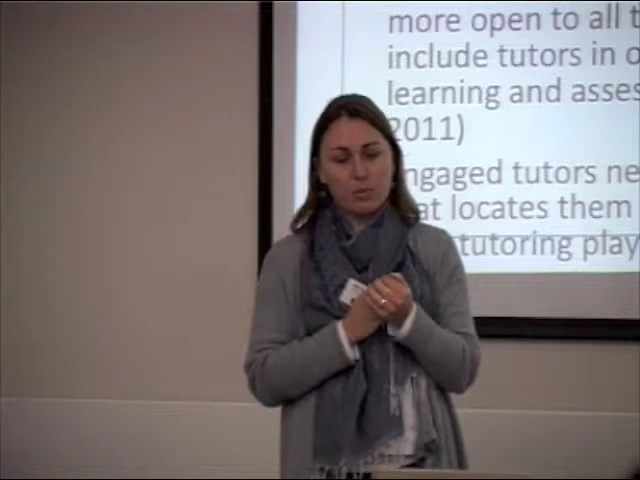 more open to all t
include tutors in o
learning and asses
2011)
ngaged tutors ne
at locates them
tutoring play